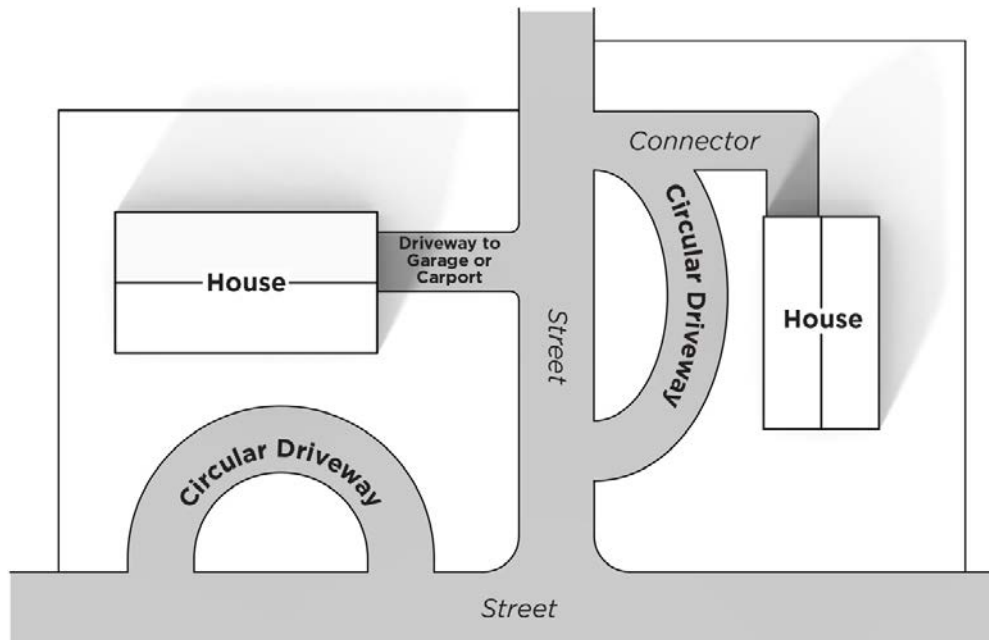 Connector
Circular Driveway
Driveway to
Garage or
Carport
House
Street
House
Circular Driveway
Street